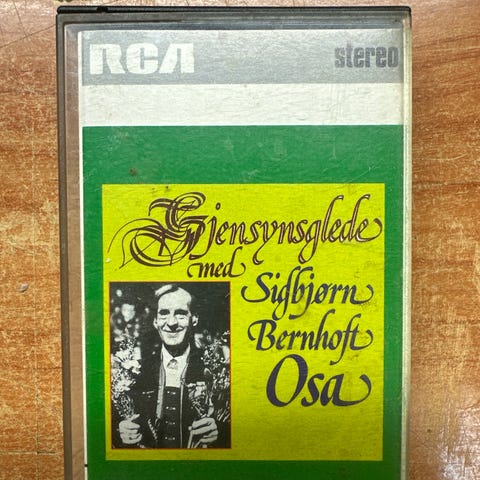 RCA stereo
Gjensynsglede
med Sigbjørn
Bernhoft
Osa